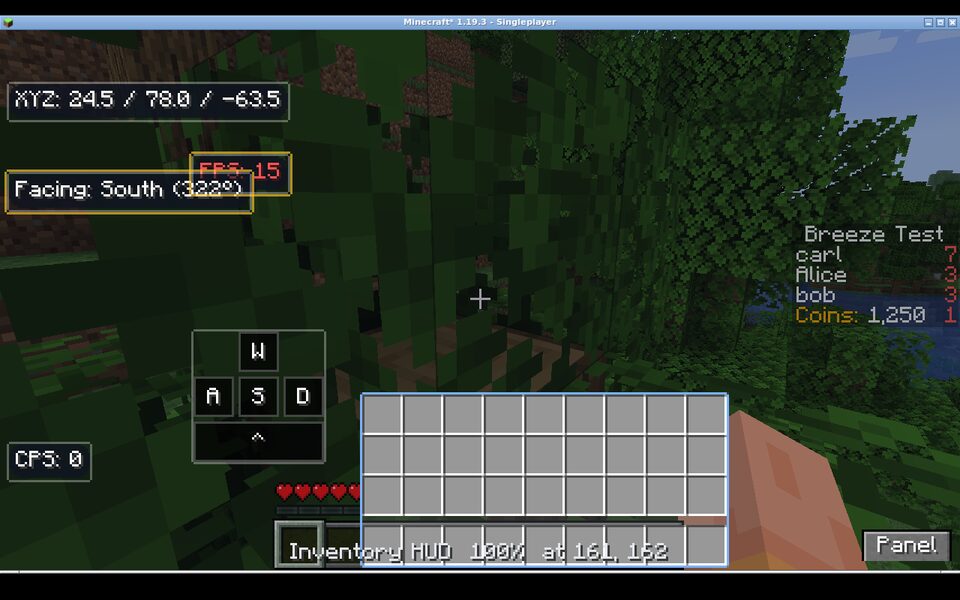 Minecraft* 1.19.3 - Singleplayer
XYZ: 24.5 / 78.0 / -63.5
FPS: 15
Facing: South (322°)
Breeze Test
carl 7
Alice 3
bob 3
Coins: 1,250 1
W
A S D
^
CPS: 0
Inventory HUD 100% at 161, 162
Panel